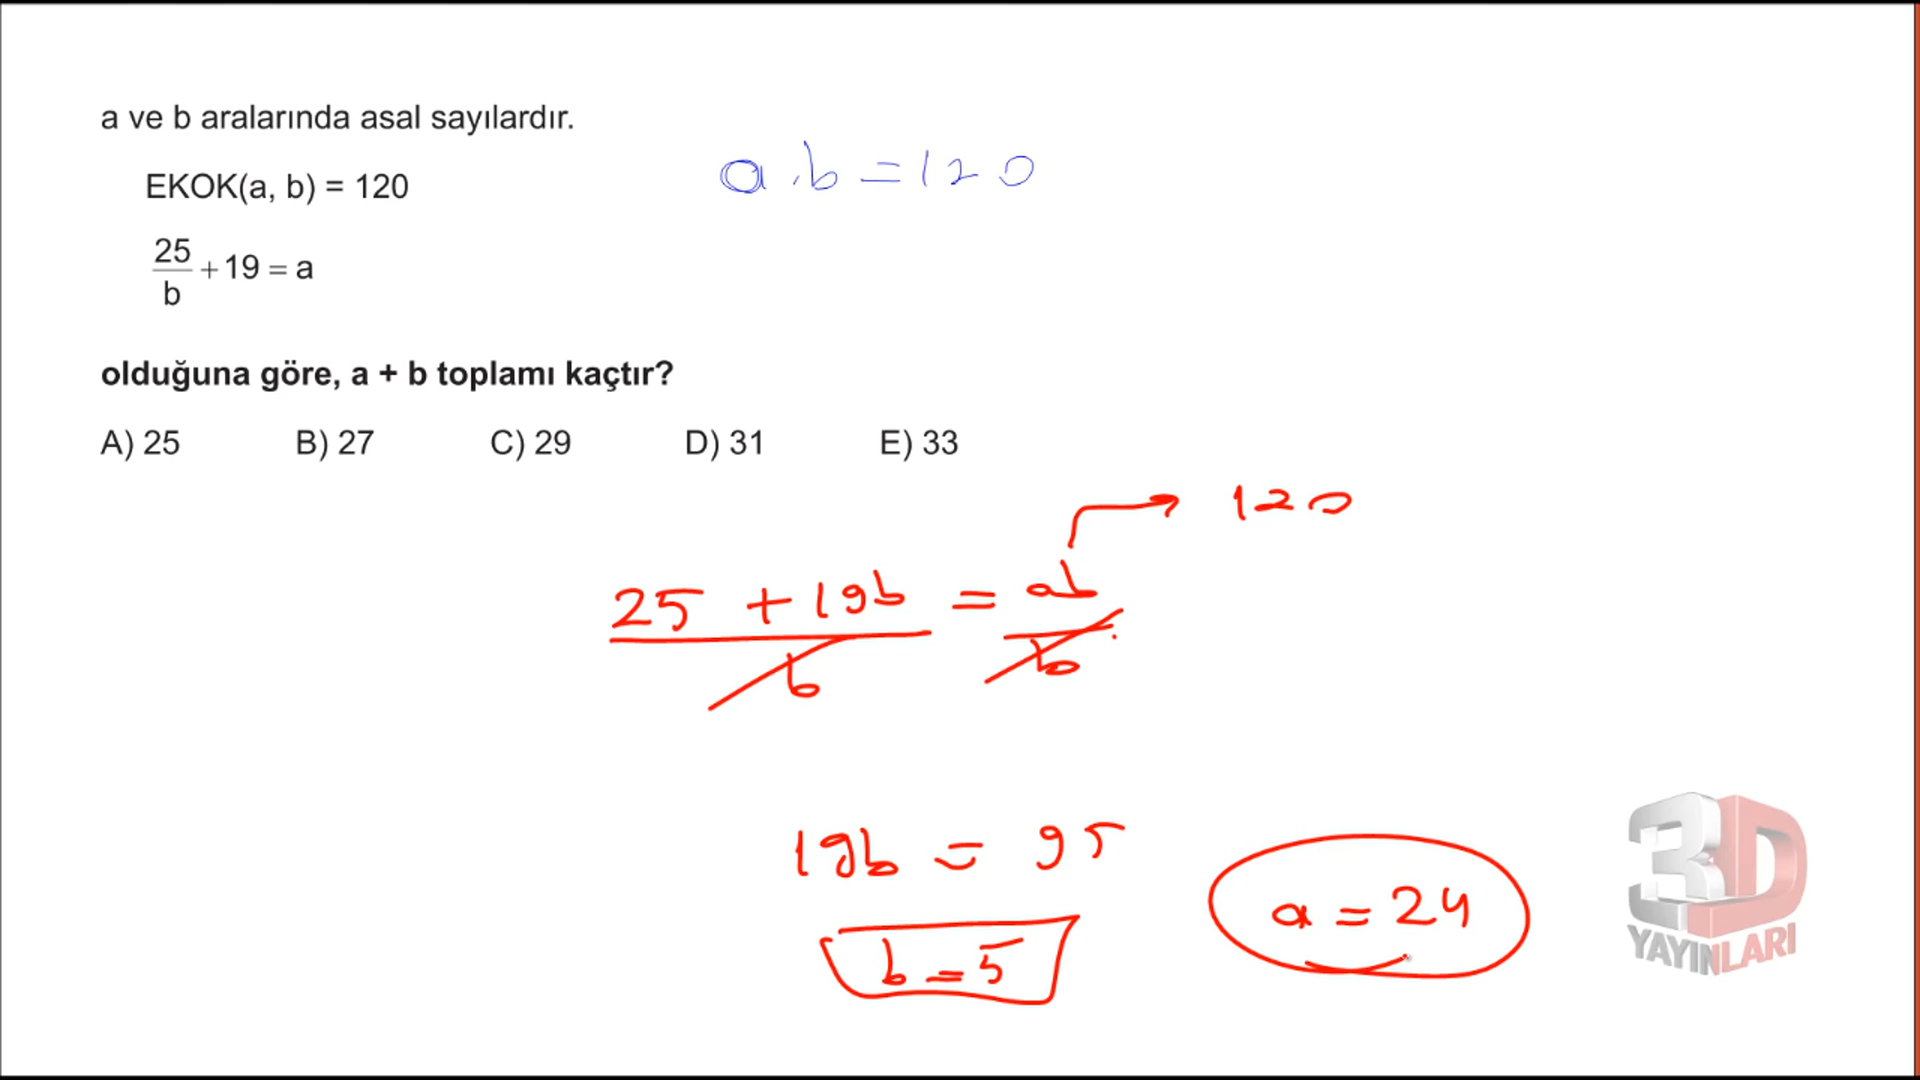 a ve b aralarında asal sayılardır.
a.b=120
EKOK(a, b) = 120
25/b + 19 = a
olduğuna göre, a + b toplamı kaçtır?
A) 25 B) 27 C) 29 D) 31 E) 33
120
25 + 19b = ab
b b
19b = 95
a = 24
b = 5
3D
YAYINLARI